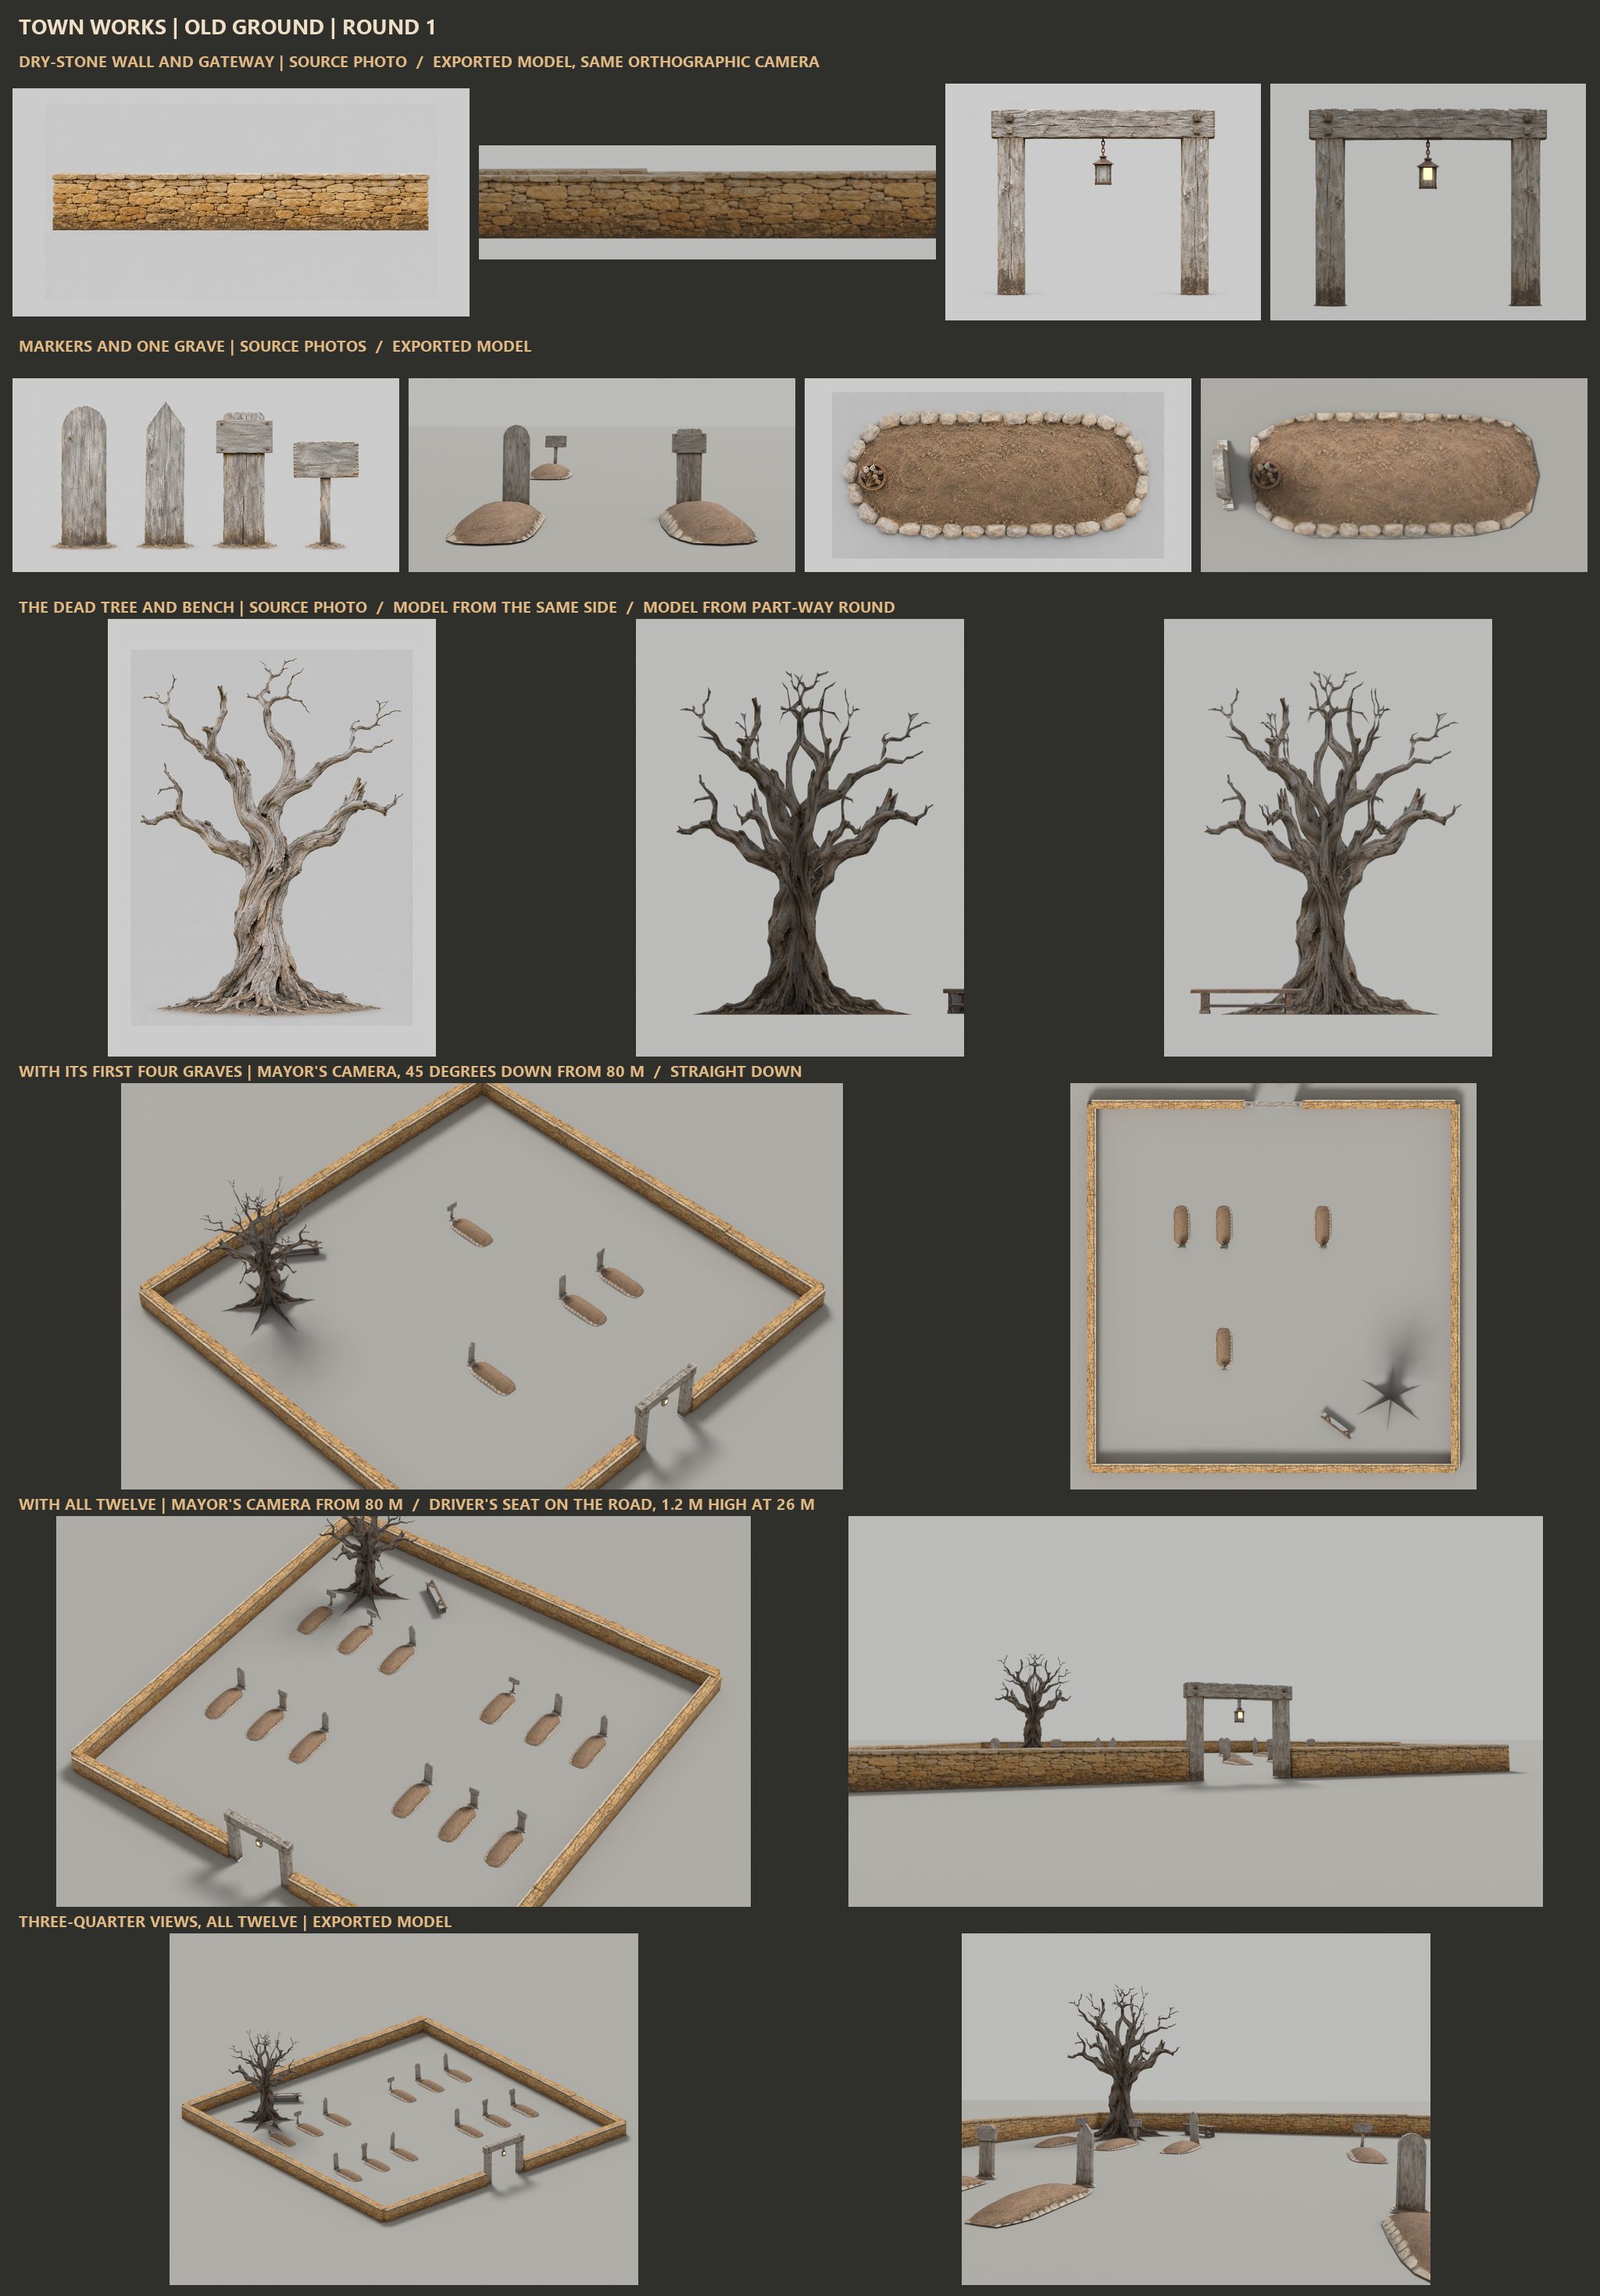 TOWN WORKS | OLD GROUND | ROUND 1
DRY-STONE WALL AND GATEWAY | SOURCE PHOTO / EXPORTED MODEL, SAME ORTHOGRAPHIC CAMERA
MARKERS AND ONE GRAVE | SOURCE PHOTOS / EXPORTED MODEL
THE DEAD TREE AND BENCH | SOURCE PHOTO / MODEL FROM THE SAME SIDE / MODEL FROM PART-WAY ROUND
WITH ITS FIRST FOUR GRAVES | MAYOR'S CAMERA, 45 DEGREES DOWN FROM 80 M / STRAIGHT DOWN
WITH ALL TWELVE | MAYOR'S CAMERA FROM 80 M / DRIVER'S SEAT ON THE ROAD, 1.2 M HIGH AT 26 M
THREE-QUARTER VIEWS, ALL TWELVE | EXPORTED MODEL